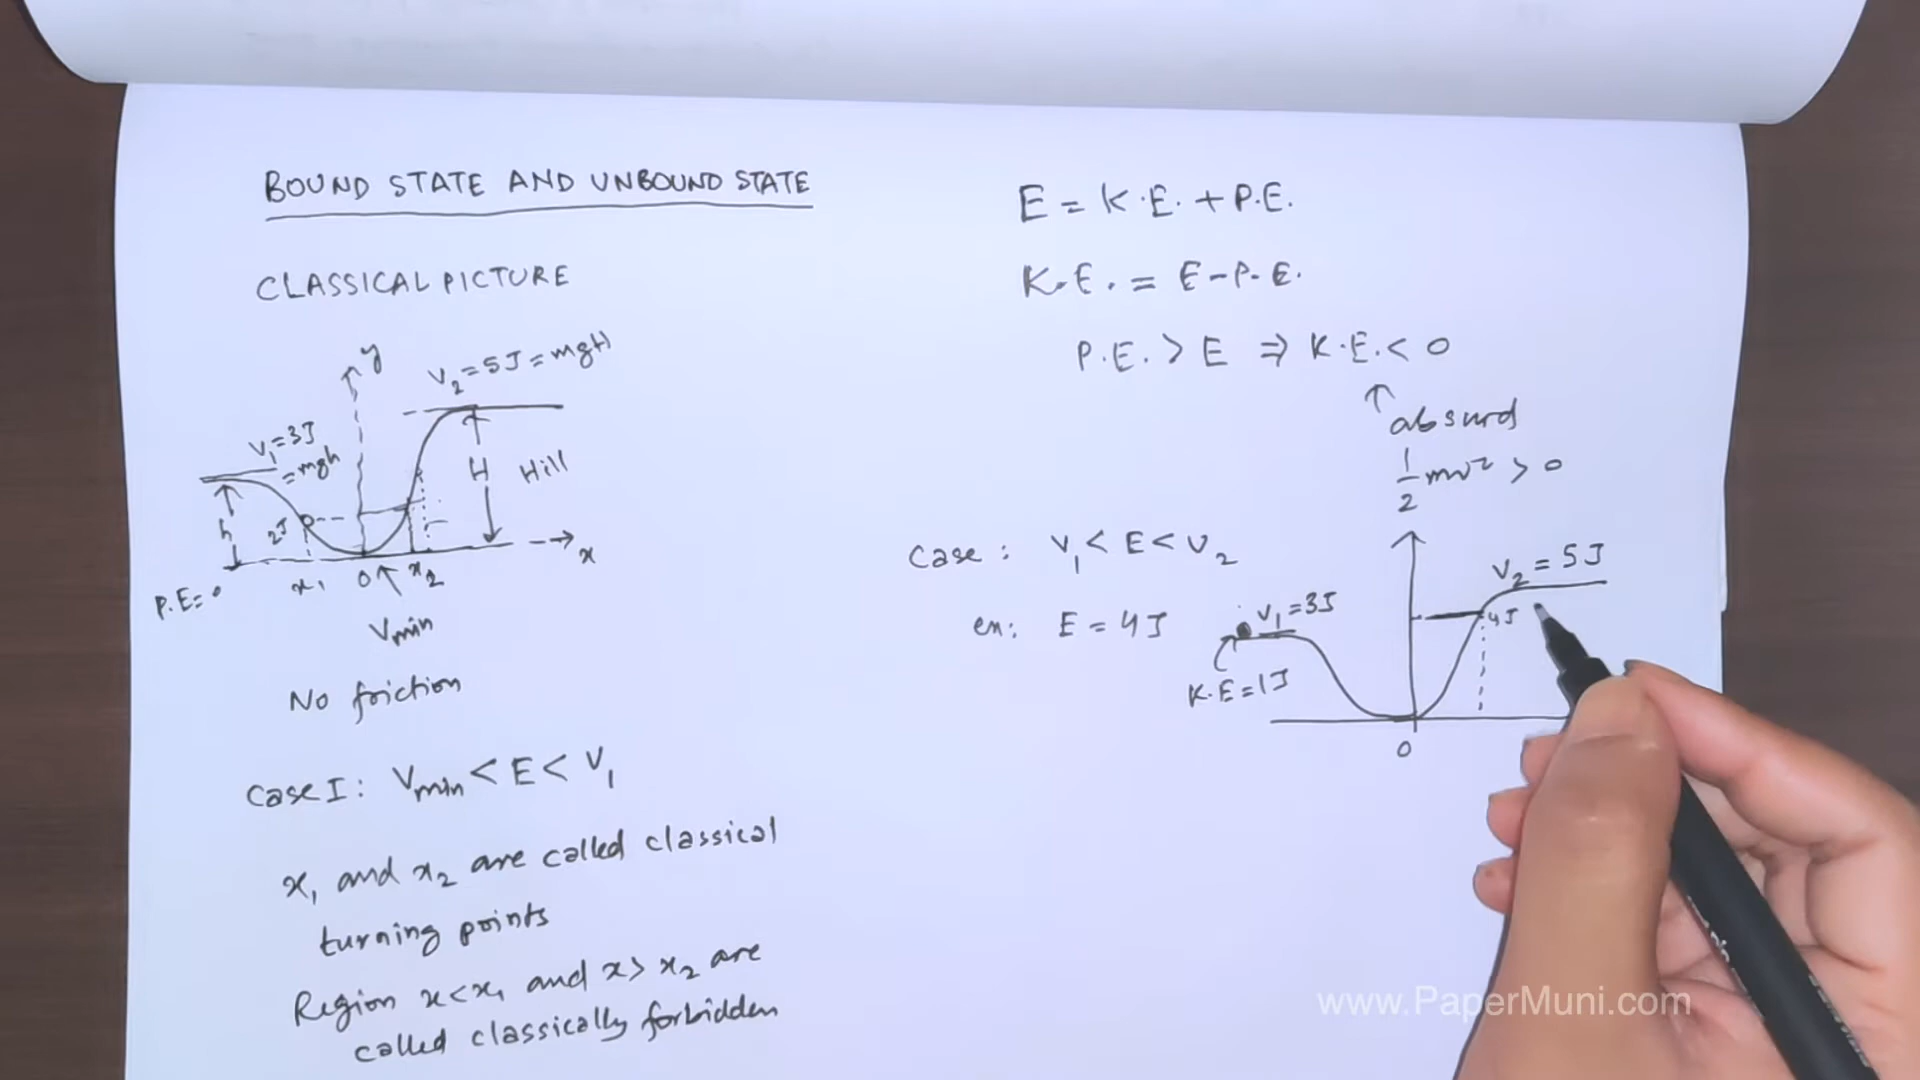 BOUND STATE AND UNBOUND STATE
CLASSICAL PICTURE
y
V₂ = 5J = mgH
V₁ = 3J
= mgh
H Hill
h
2J
x
P.E = 0
x₁ 0 x₂
Vmin
No friction
Case I: Vmin < E < V₁
x₁ and x₂ are called classical
turning points
Region x < x₁ and x > x₂ are
called classically forbidden
E = K.E. + P.E.
K.E. = E - P.E.
P.E. > E ⇒ K.E. < 0
↑
absurd
1/2 mv² > 0
Case: V₁ < E < V₂
ex: E = 4J
V₁ = 3J
V₂ = 5J
4J
K.E = 1J
0
www.PaperMuni.com